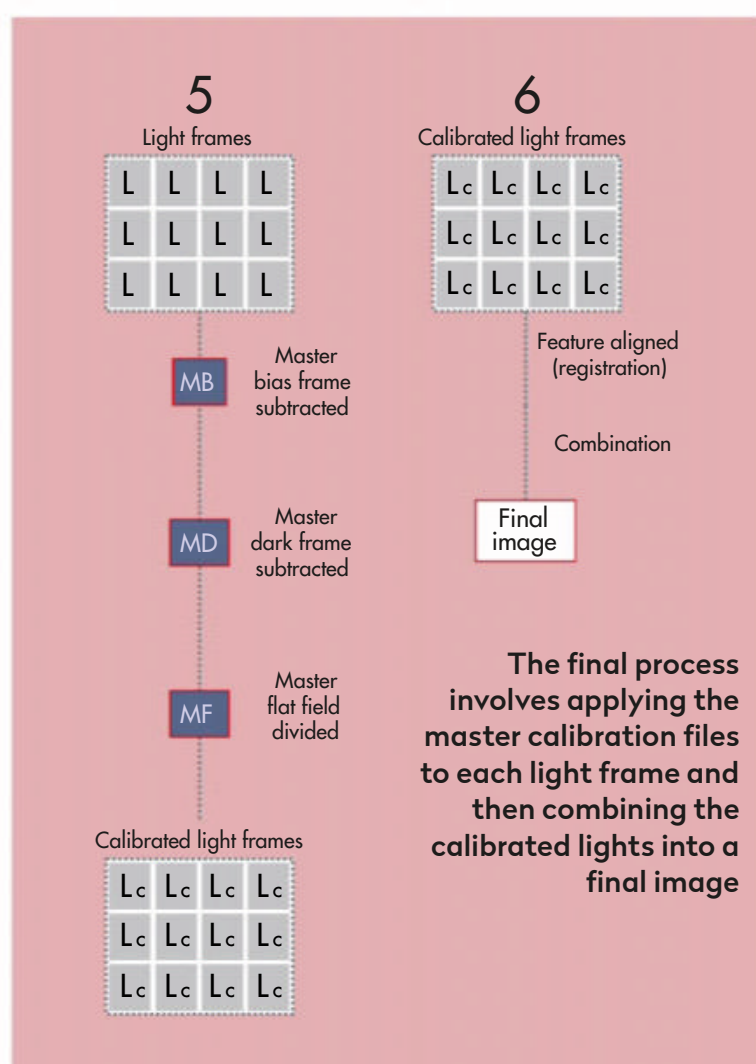 5
Light frames
L L L L
L L L L
L L L L
MB
Master
bias frame
subtracted
MD
Master
dark frame
subtracted
MF
Master
flat field
divided
Calibrated light frames
Lc Lc Lc Lc
Lc Lc Lc Lc
Lc Lc Lc Lc
6
Calibrated light frames
Lc Lc Lc Lc
Lc Lc Lc Lc
Lc Lc Lc Lc
Feature aligned
(registration)
Combination
Final
image
The final process
involves applying the
master calibration files
to each light frame and
then combining the
calibrated lights into a
final image